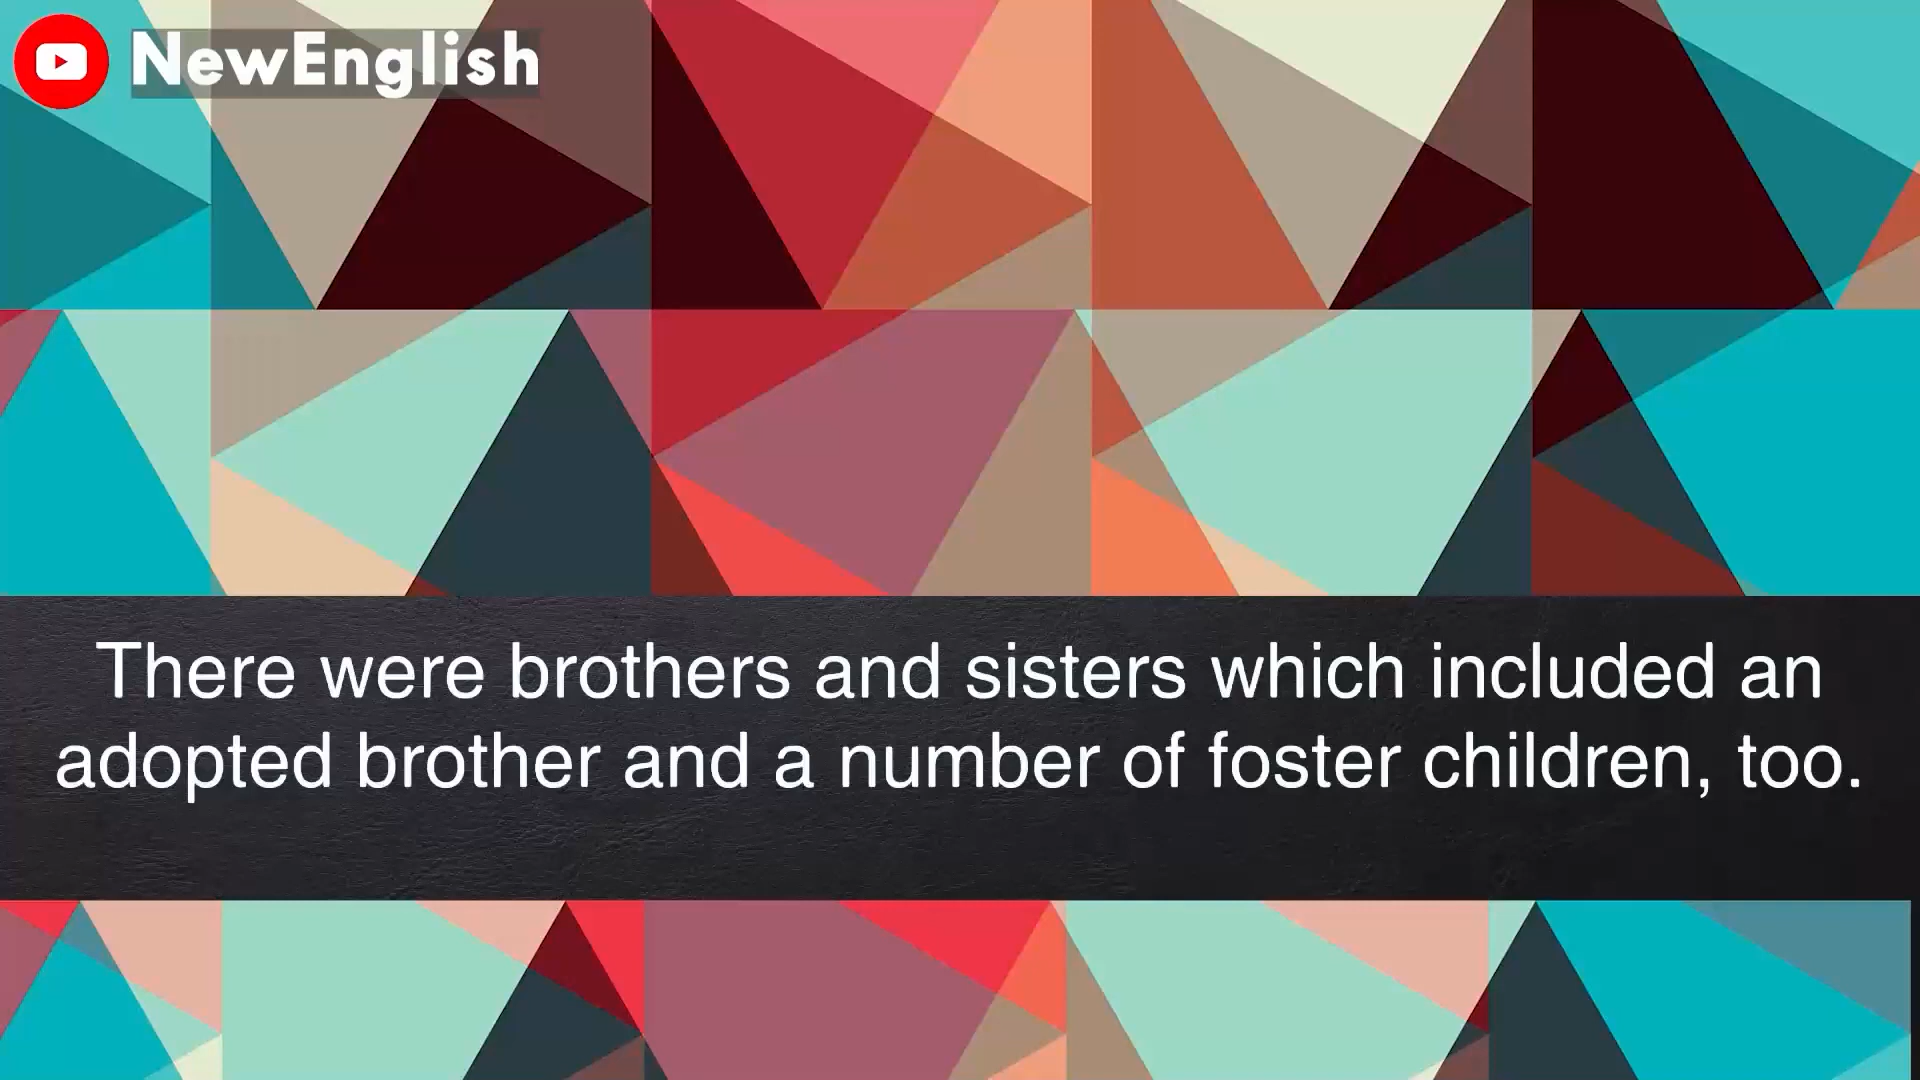 NewEnglish
There were brothers and sisters which included an
adopted brother and a number of foster children, too.